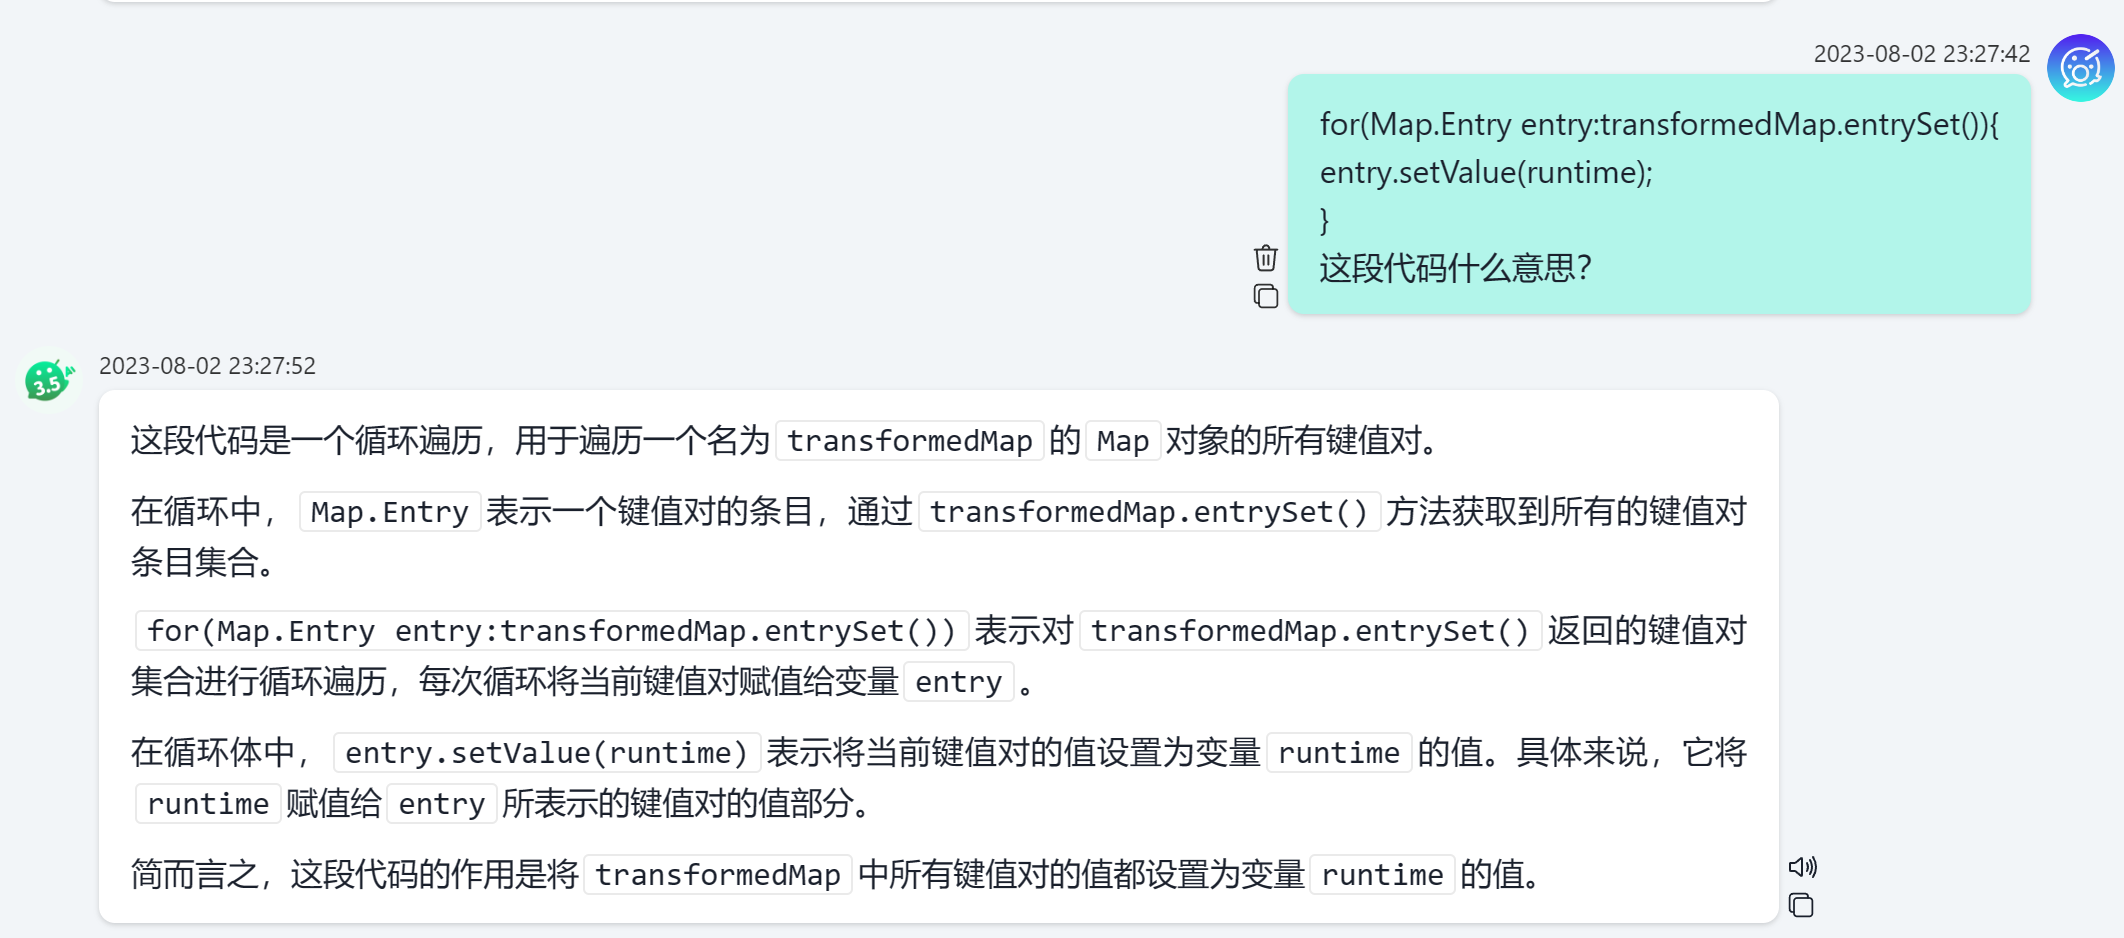 2023-08-02 23:27:42
for(Map.Entry entry:transformedMap.entrySet()){
entry.setValue(runtime);
}
这段代码什么意思?
3.5
2023-08-02 23:27:52
这段代码是一个循环遍历，用于遍历一个名为 transformedMap 的 Map 对象的所有键值对。
在循环中， Map.Entry 表示一个键值对的条目，通过 transformedMap.entrySet() 方法获取到所有的键值对
条目集合。
for(Map.Entry entry:transformedMap.entrySet()) 表示对 transformedMap.entrySet() 返回的键值对
集合进行循环遍历，每次循环将当前键值对赋值给变量 entry 。
在循环体中， entry.setValue(runtime) 表示将当前键值对的值设置为变量 runtime 的值。具体来说，它将
runtime 赋值给 entry 所表示的键值对的值部分。
简而言之，这段代码的作用是将 transformedMap 中所有键值对的值都设置为变量 runtime 的值。